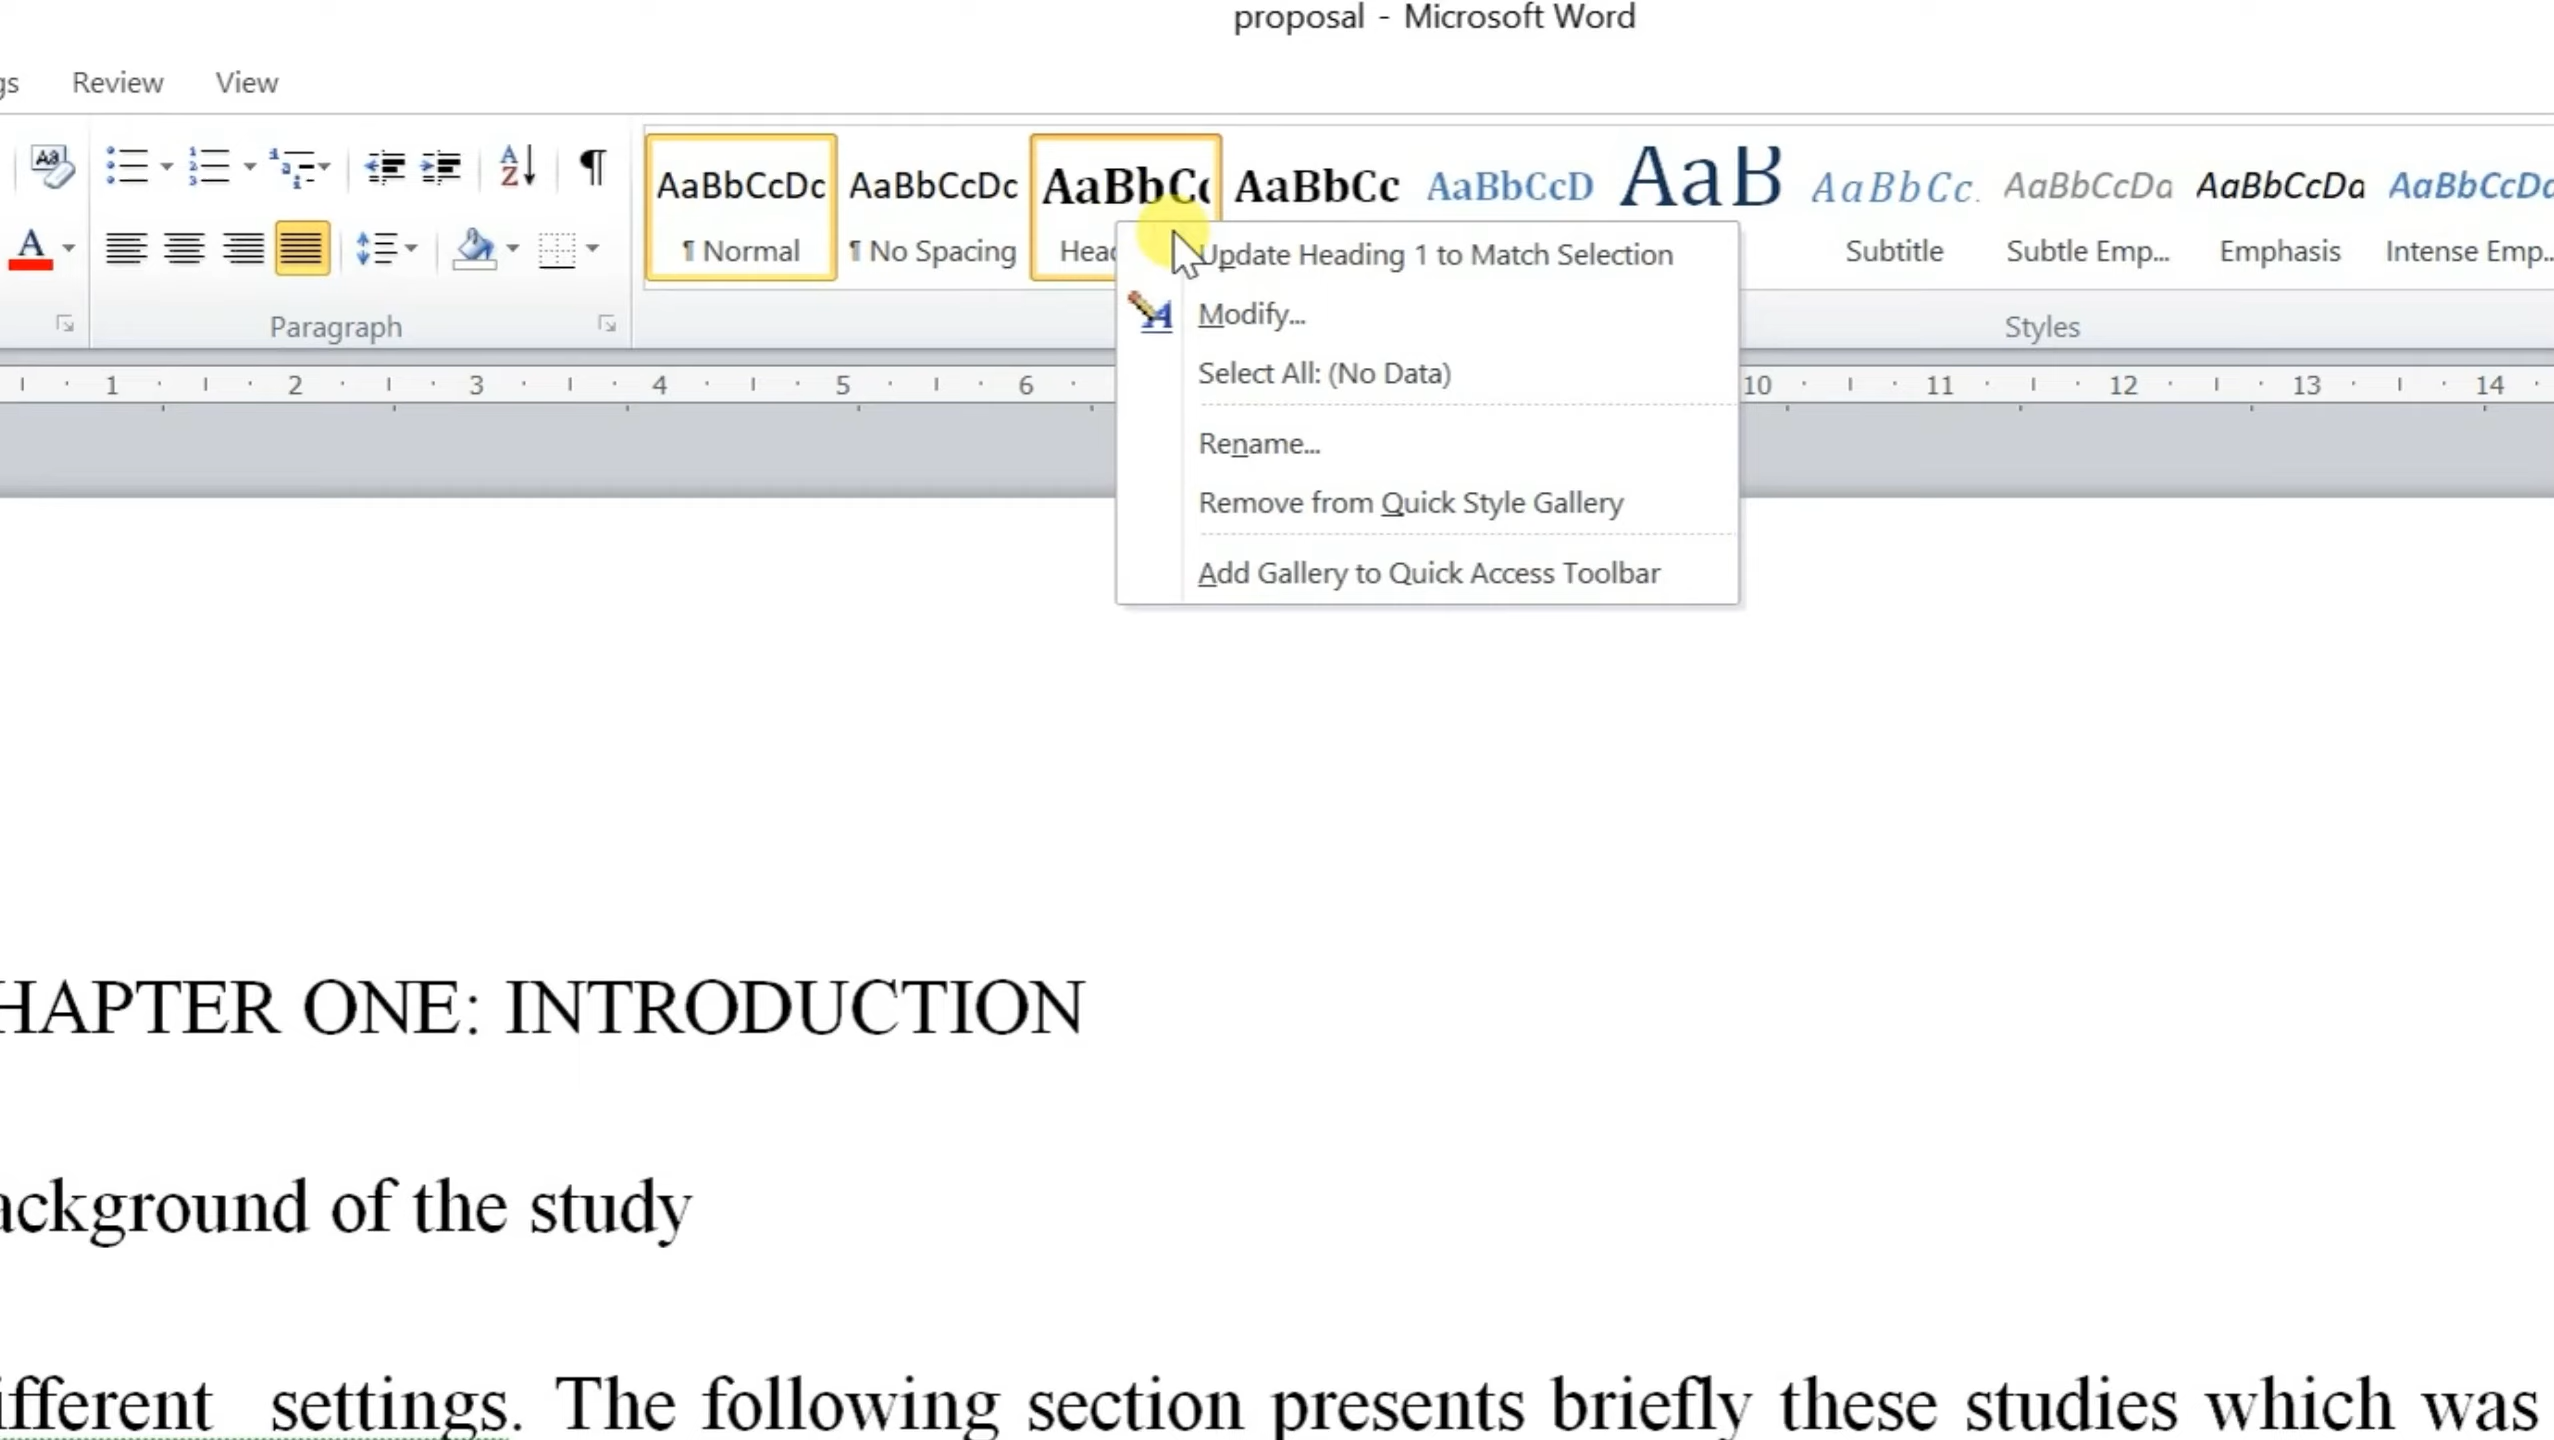 proposal - Microsoft Word
gs Review View
AaBbCcDc AaBbCcDc AaBbCc AaBbCc AaBbCcD AaB AaBbCc. AaBbCcDa AaBbCcDa AaBbCcDa
¶ Normal ¶ No Spacing Head Subtitle Subtle Emp... Emphasis Intense Emp...
Paragraph Styles
Update Heading 1 to Match Selection
Modify...
Select All: (No Data)
Rename...
Remove from Quick Style Gallery
Add Gallery to Quick Access Toolbar
1 2 3 4 5 6 10 11 12 13 14
HAPTER ONE: INTRODUCTION
ackground of the study
ifferent settings. The following section presents briefly these studies which was